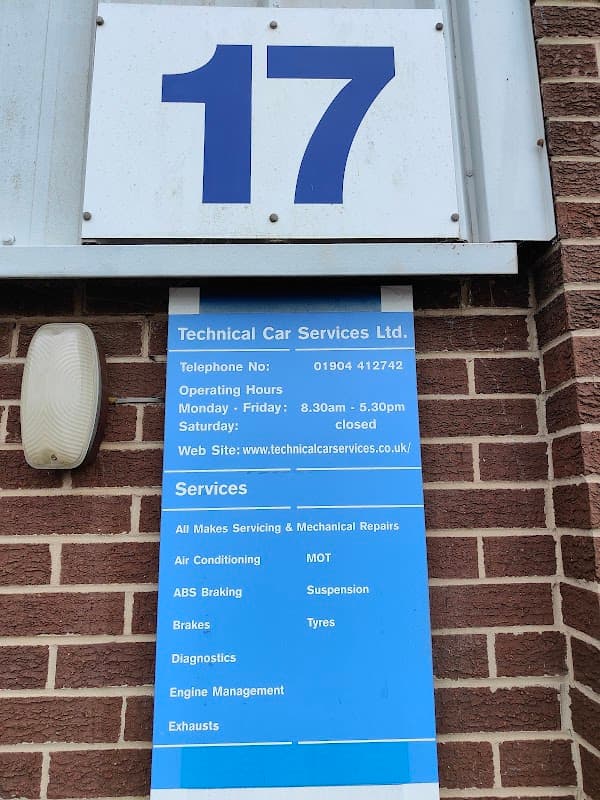 17
Technical Car Services Ltd.
Telephone No: 01904 412742
Operating Hours
Monday - Friday: 8.30am - 5.30pm
Saturday: closed
Web Site: www.technicalcarservices.co.uk/
Services
All Makes Servicing & Mechanical Repairs
Air Conditioning MOT
ABS Braking Suspension
Brakes Tyres
Diagnostics
Engine Management
Exhausts